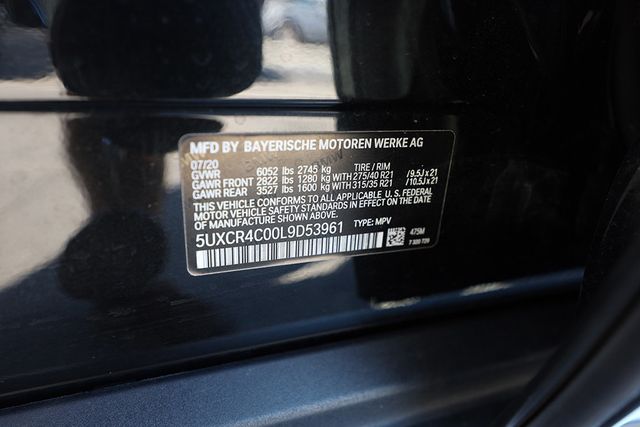 MFD BY BAYERISCHE MOTOREN WERKE AG
07/20
GVWR 6052 lbs 2745 kg TIRE / RIM
GAWR FRONT 2822 lbs 1280 kg WITH 275/40 R21 / 9.5J x 21
GAWR REAR 3527 lbs 1600 kg WITH 315/35 R21 / 10.5J x 21
THIS VEHICLE CONFORMS TO ALL APPLICABLE U.S. FEDERAL
MOTOR VEHICLE SAFETY STANDARDS IN EFFECT ON THE DATE
OF MANUFACTURE SHOWN ABOVE.
5UXCR4C00L9D53961 TYPE: MPV
475M